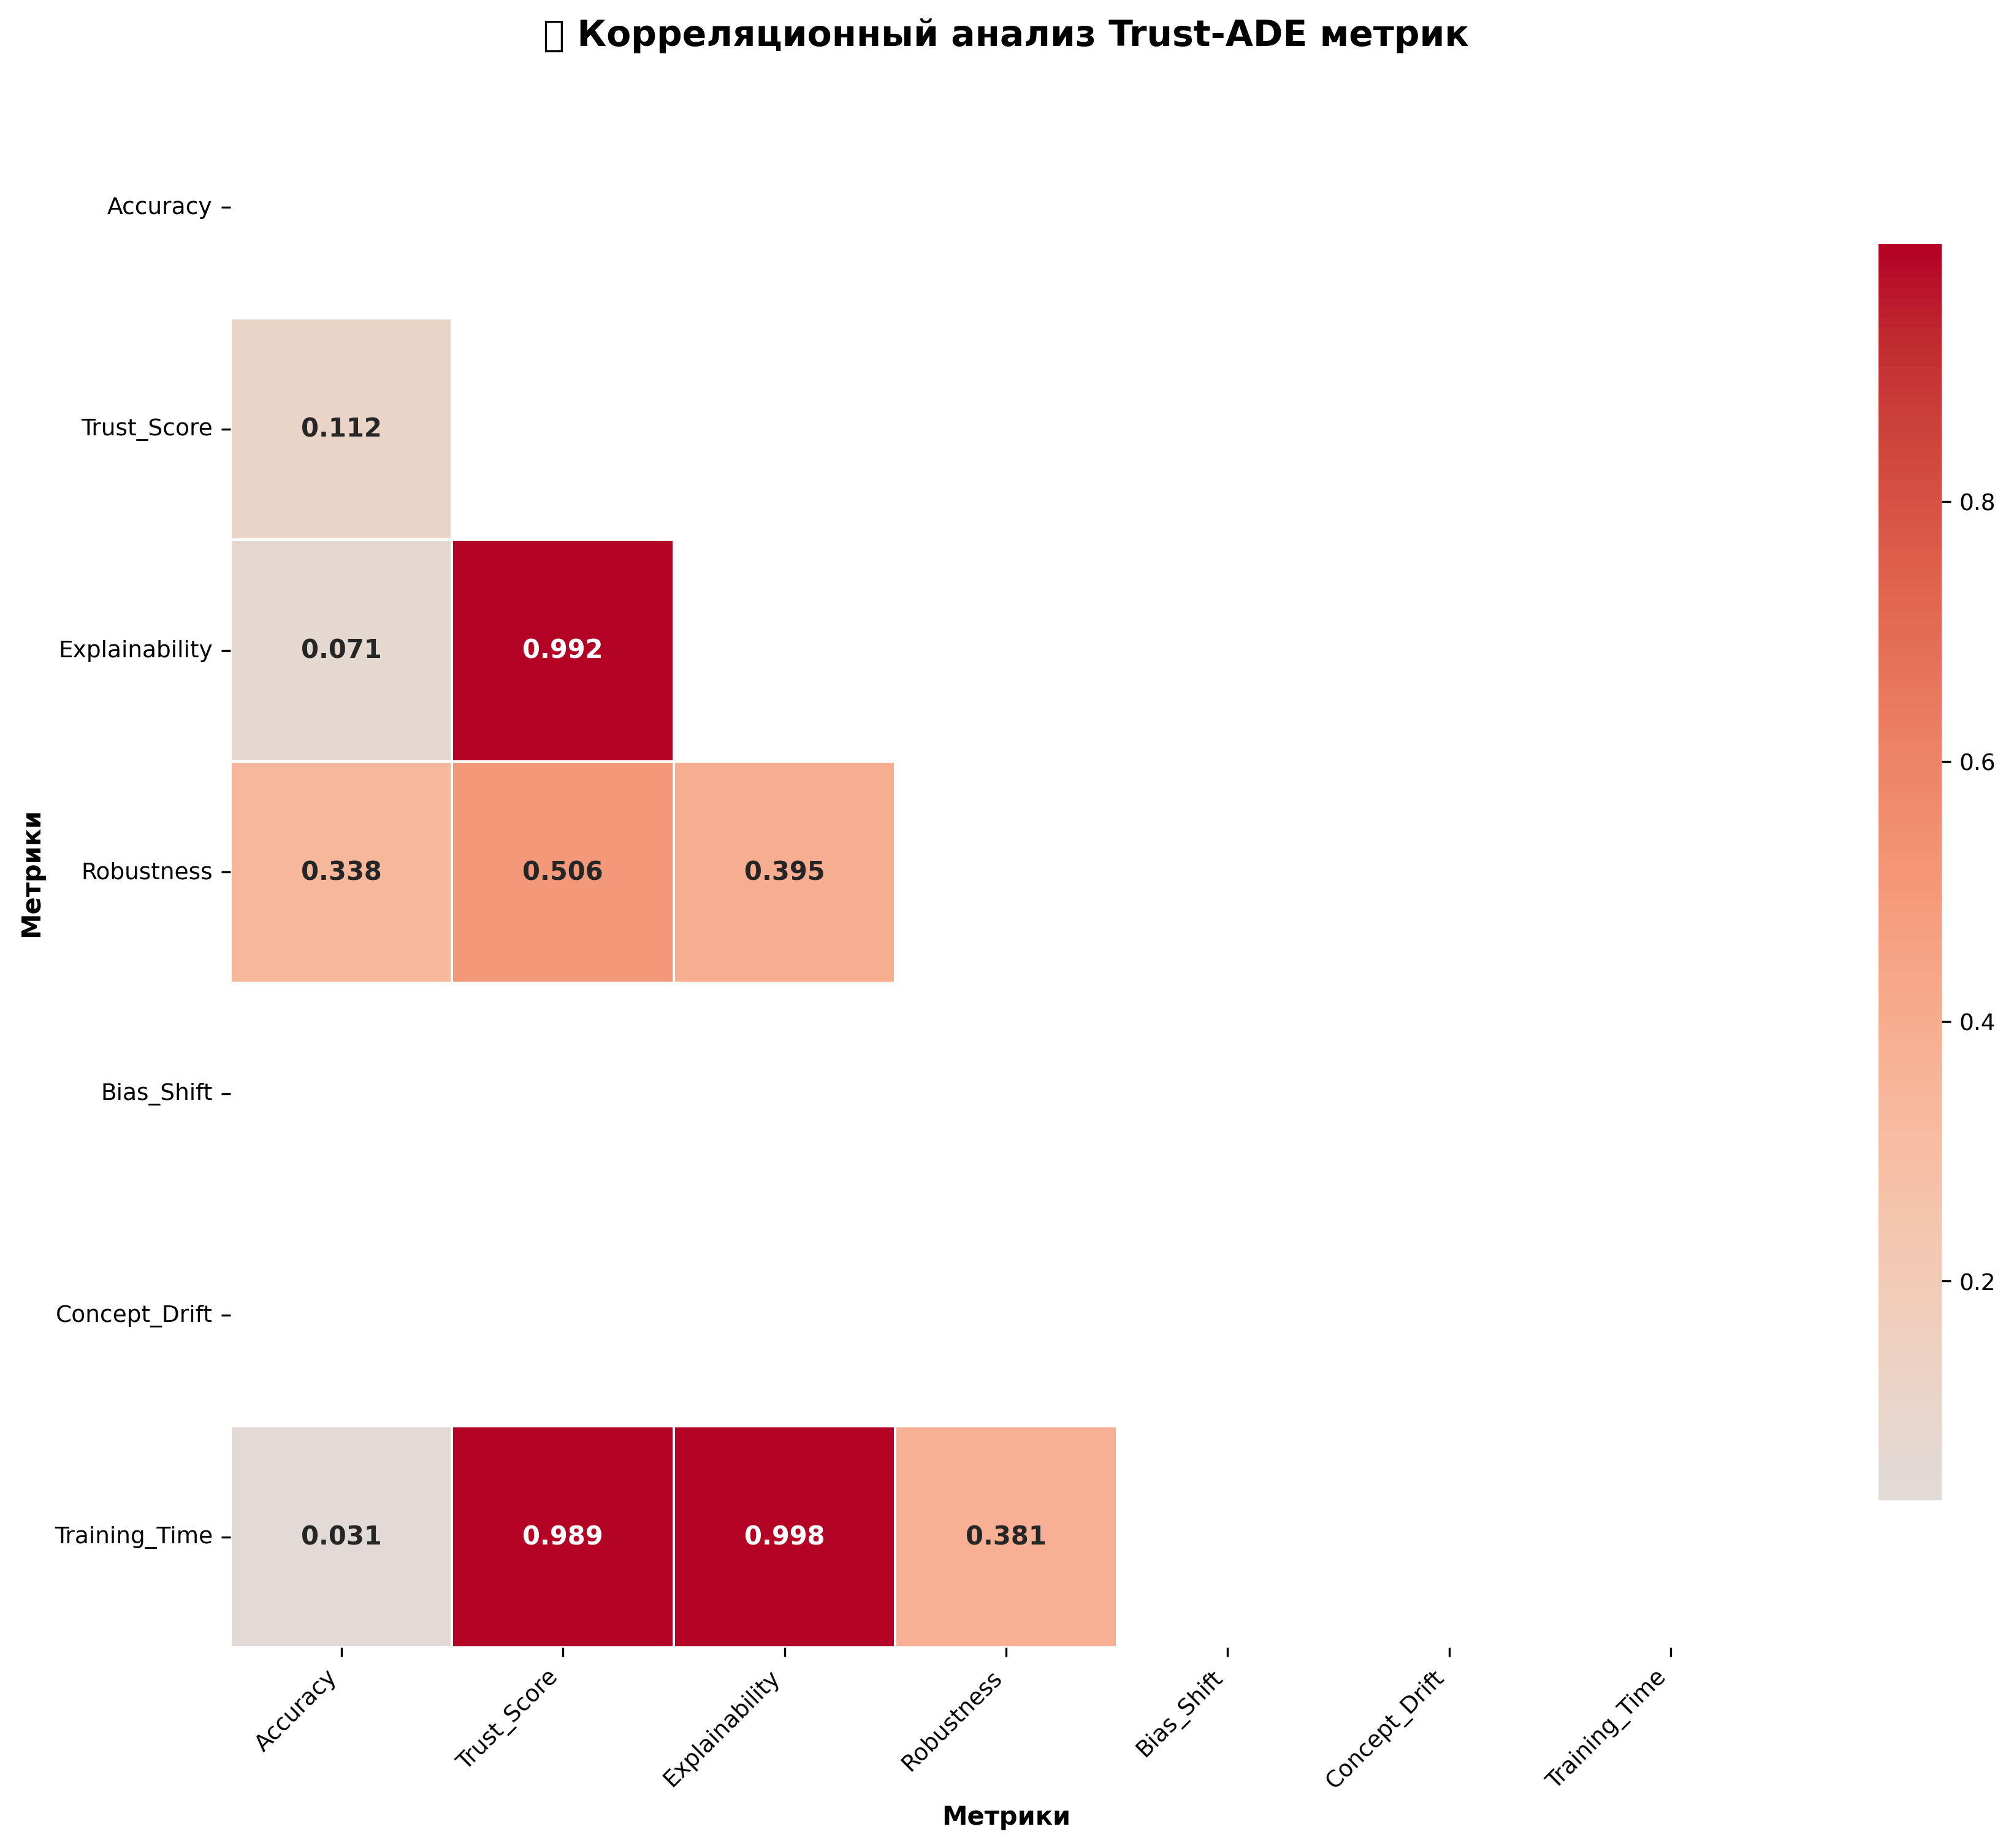 Корреляционный анализ Trust-ADE метрик
Accuracy
0.8
Trust_Score 0.112
Explainability 0.071 0.992
0.6
Robustness 0.338 0.506 0.395
Метрики
0.4
Bias_Shift
0.2
Concept_Drift
Training_Time 0.031 0.989 0.998 0.381
Accuracy Trust_Score Explainability Robustness Bias_Shift Concept_Drift Training_Time
Метрики